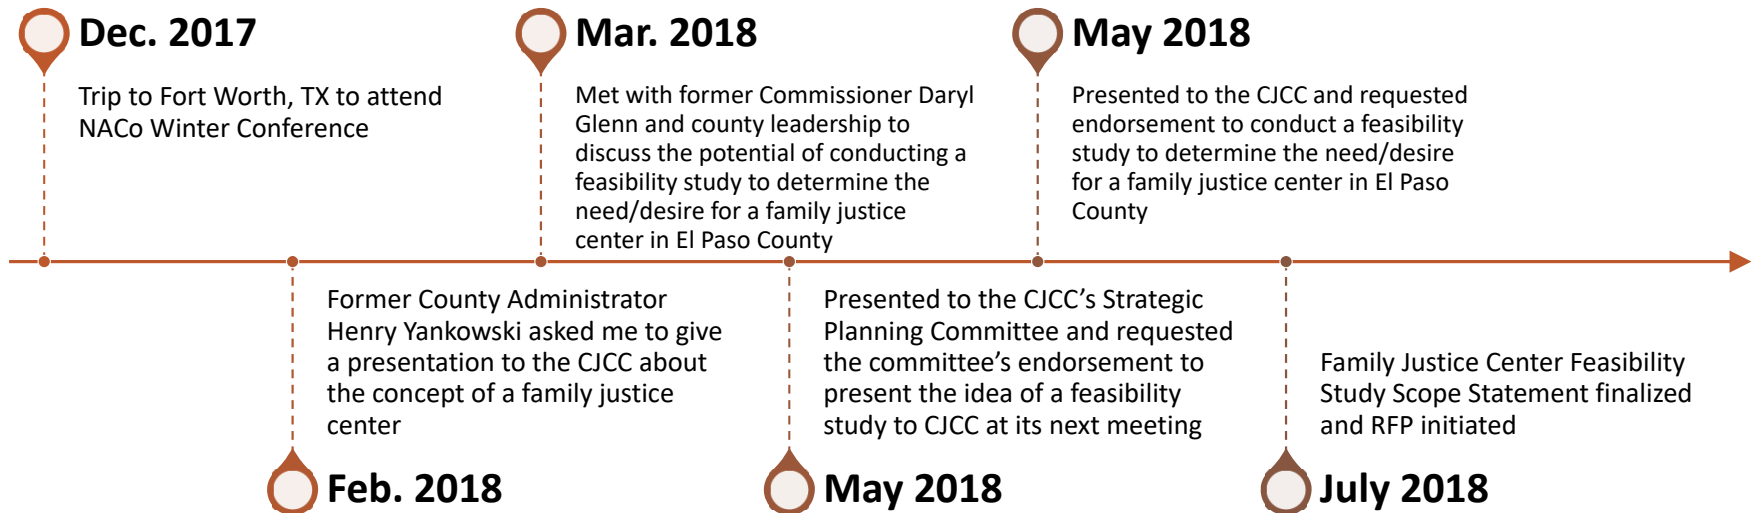 Dec. 2017
Trip to Fort Worth, TX to attend
NACo Winter Conference
Former County Administrator
Henry Yankowski asked me to give
a presentation to the CJCC about
the concept of a family justice
center
Feb. 2018
Mar. 2018
Met with former Commissioner Daryl
Glenn and county leadership to
discuss the potential of conducting a
feasibility study to determine the
need/desire for a family justice
center in El Paso County
Presented to the CJCC’s Strategic
Planning Committee and requested
the committee’s endorsement to
present the idea of a feasibility
study to CJCC at its next meeting
May 2018
May 2018
Presented to the CJCC and requested
endorsement to conduct a feasibility
study to determine the need/desire
for a family justice center in El Paso
County
Family Justice Center Feasibility
Study Scope Statement finalized
and RFP initiated
July 2018